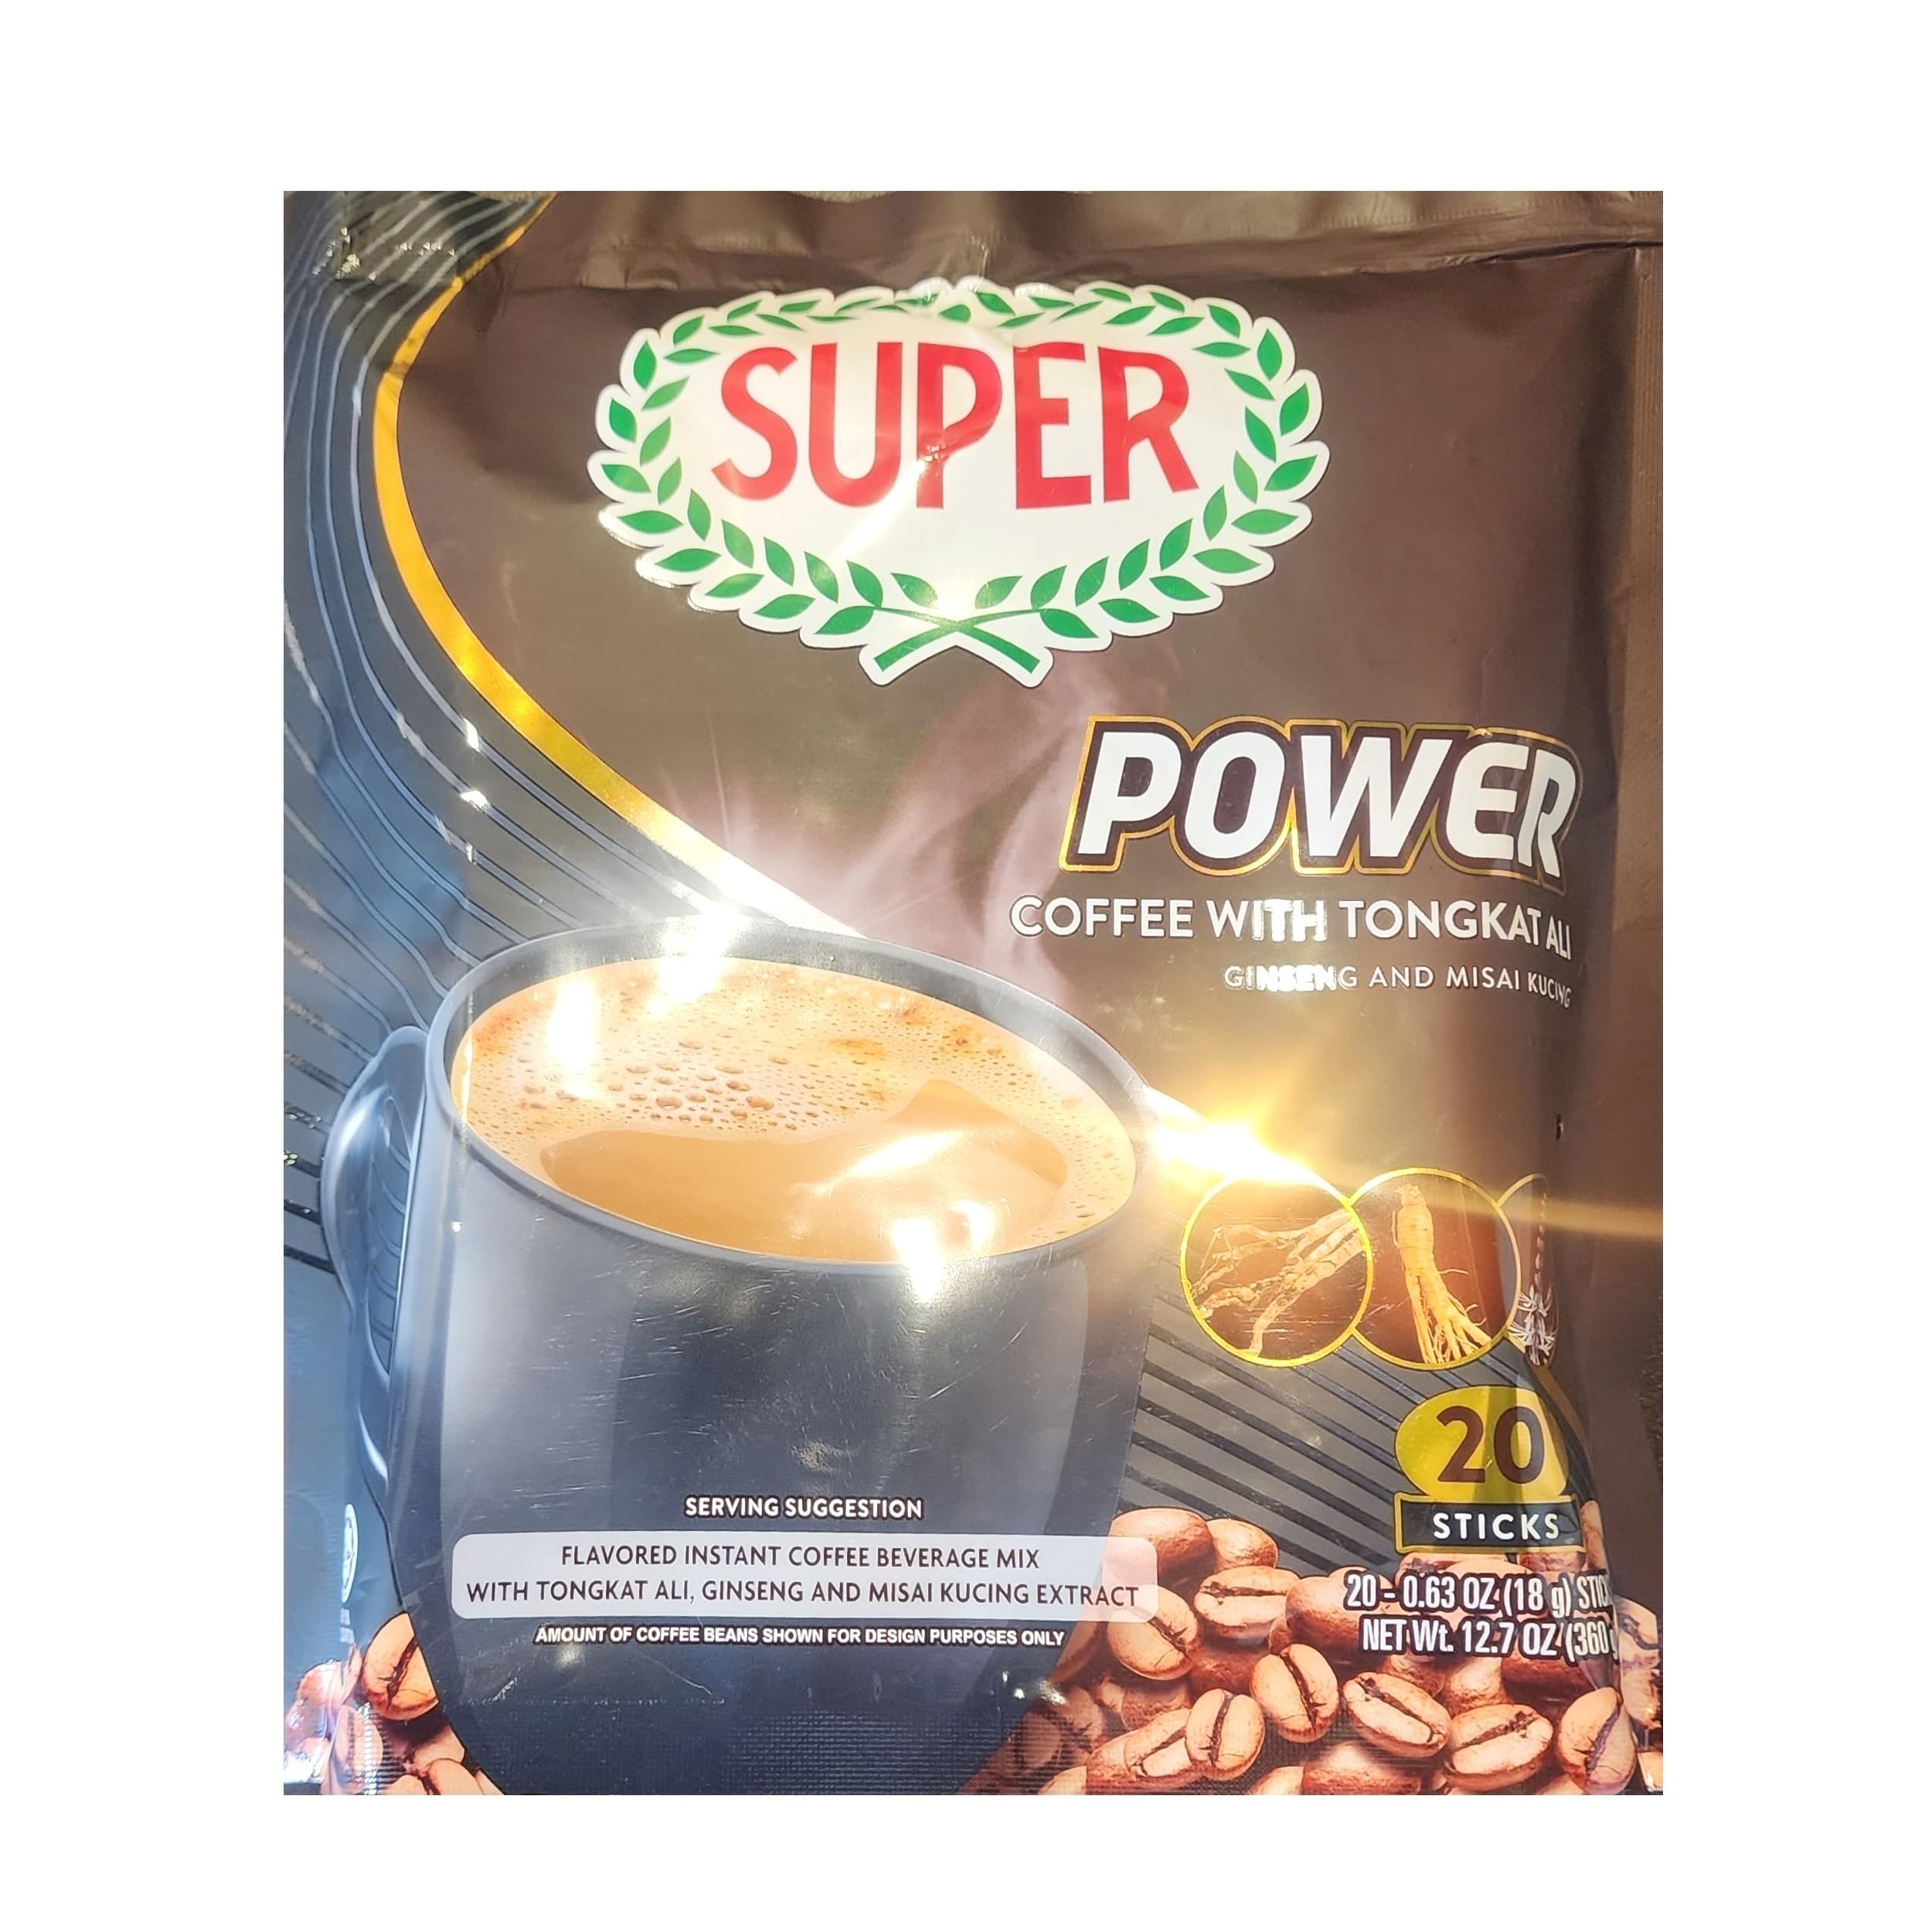 SUPER
POWER
COFFEE WITH TONGKAT ALI
GINSENG AND MISAI KUCING
20
STICKS
SERVING SUGGESTION
FLAVORED INSTANT COFFEE BEVERAGE MIX
WITH TONGKAT ALI, GINSENG AND MISAI KUCING EXTRACT
AMOUNT OF COFFEE BEANS SHOWN FOR DESIGN PURPOSES ONLY
20 - 0.63 OZ (18 g)
NET Wt. 12.7 OZ (360